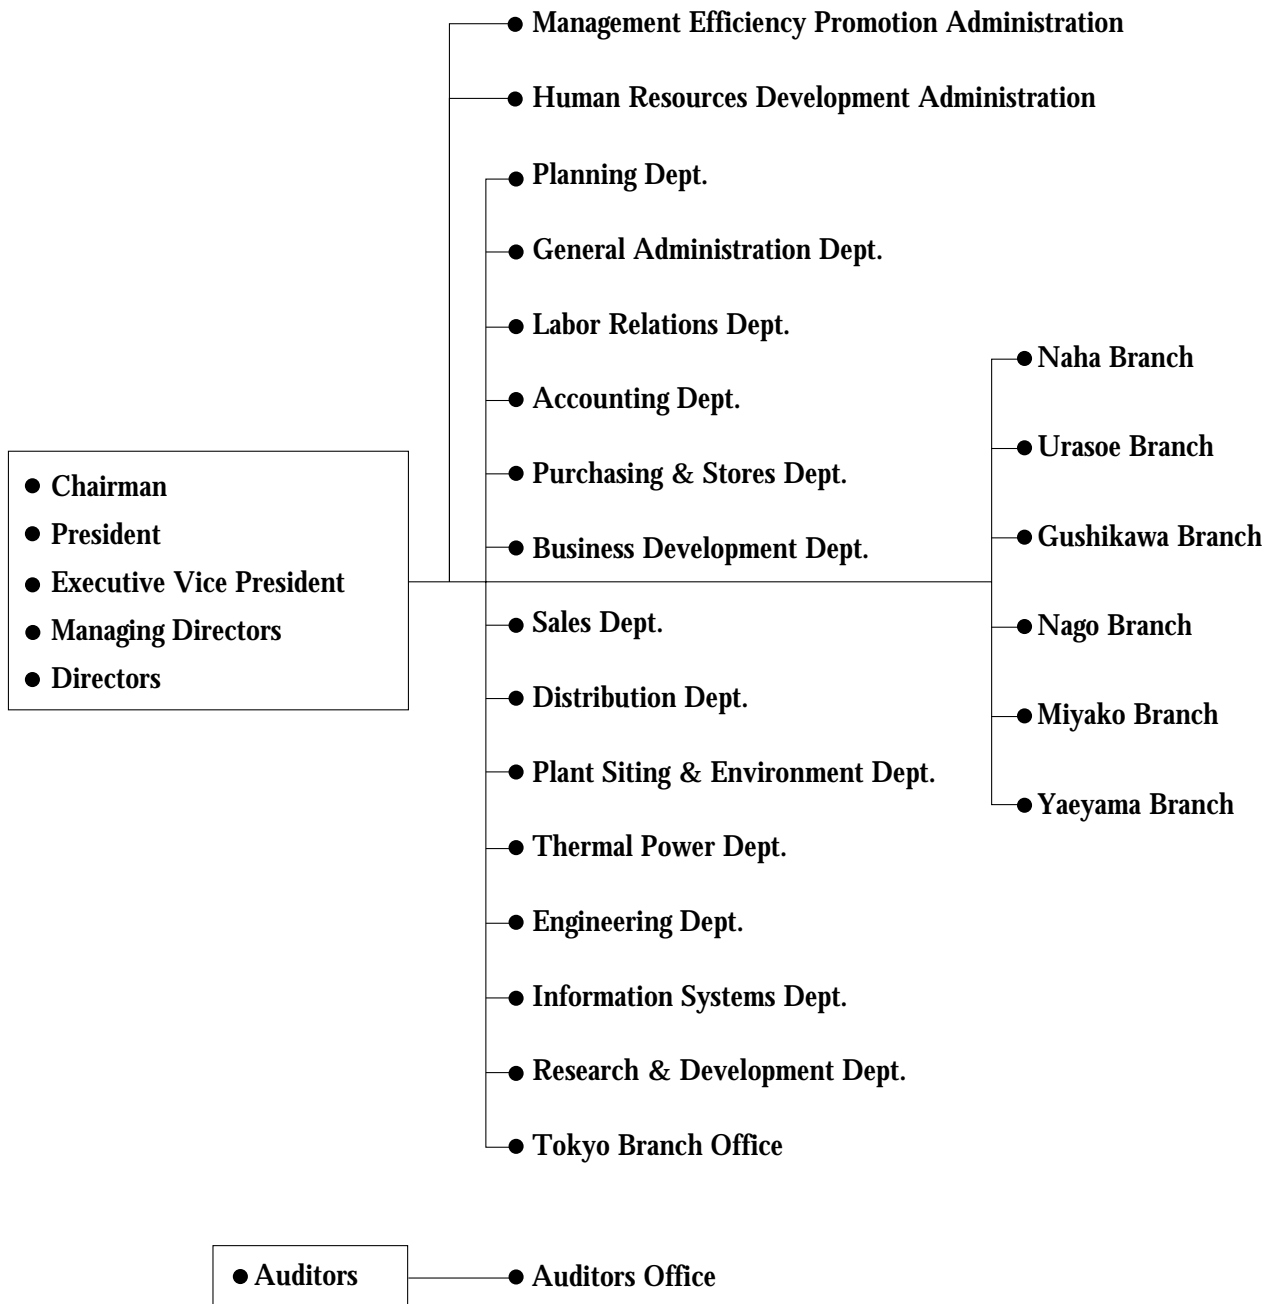 Management Efficiency Promotion Administration
Human Resources Development Administration
Planning Dept.
General Administration Dept.
Labor Relations Dept.
Accounting Dept.
Purchasing & Stores Dept.
Business Development Dept.
Sales Dept.
Distribution Dept.
Plant Siting & Environment Dept.
Thermal Power Dept.
Engineering Dept.
Information Systems Dept.
Research & Development Dept.
Tokyo Branch Office
Chairman
President
Executive Vice President
Managing Directors
Directors
Naha Branch
Urasoe Branch
Gushikawa Branch
Nago Branch
Miyako Branch
Yaeyama Branch
Auditors
Auditors Office